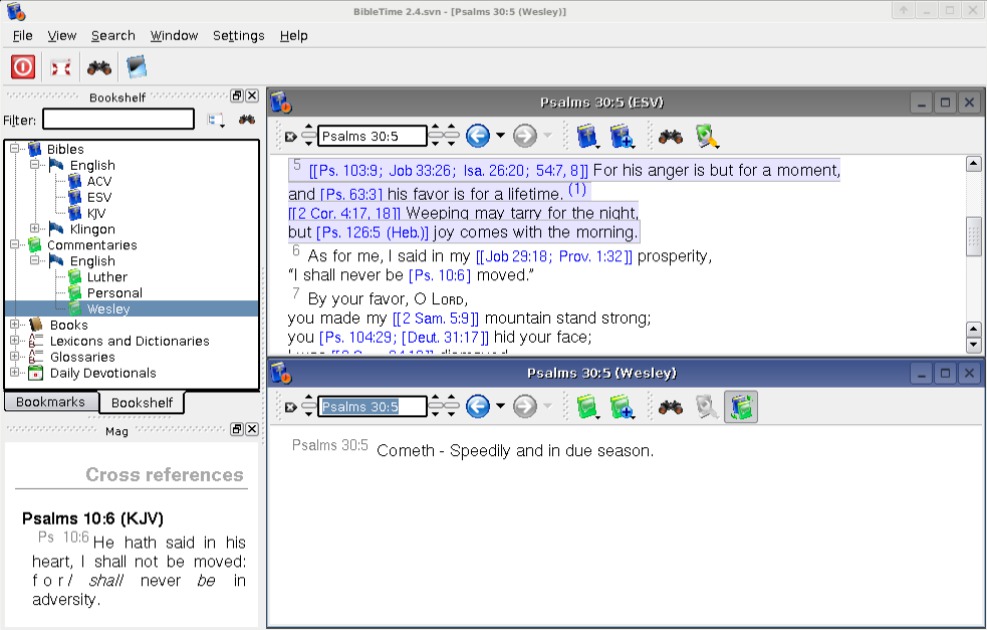 BibleTime 2.4.svn - [Psalms 30:5 (Wesley)]
File View Search Window Settings Help
Bookshelf
Filter:
Bibles
English
ACV
ESV
KJV
Klingon
Commentaries
English
Luther
Personal
Wesley
Books
Lexicons and Dictionaries
Glossaries
Daily Devotionals
Bookmarks Bookshelf
Mag
Cross references
Psalms 10:6 (KJV)
Ps 10:6 He hath said in his
heart, I shall not be moved:
for I shall never be in
adversity.
Psalms 30:5 (ESV)
Psalms 30:5
5 [[Ps. 103:9; Job 33:26; Isa. 26:20; 54:7, 8]] For his anger is but for a moment,
and [Ps. 63:3] his favor is for a lifetime. (1)
[[2 Cor. 4:17, 18]] Weeping may tarry for the night,
but [Ps. 126:5 (Heb.)] joy comes with the morning.
6 As for me, I said in my [[Job 29:18; Prov. 1:32]] prosperity,
“I shall never be [Ps. 10:6] moved.”
7 By your favor, O LORD,
you made my [[2 Sam. 5:9]] mountain stand strong;
you [Ps. 104:29; [Deut. 31:17]] hid your face;
Psalms 30:5 (Wesley)
Psalms 30:5
Psalms 30:5 Cometh - Speedily and in due season.